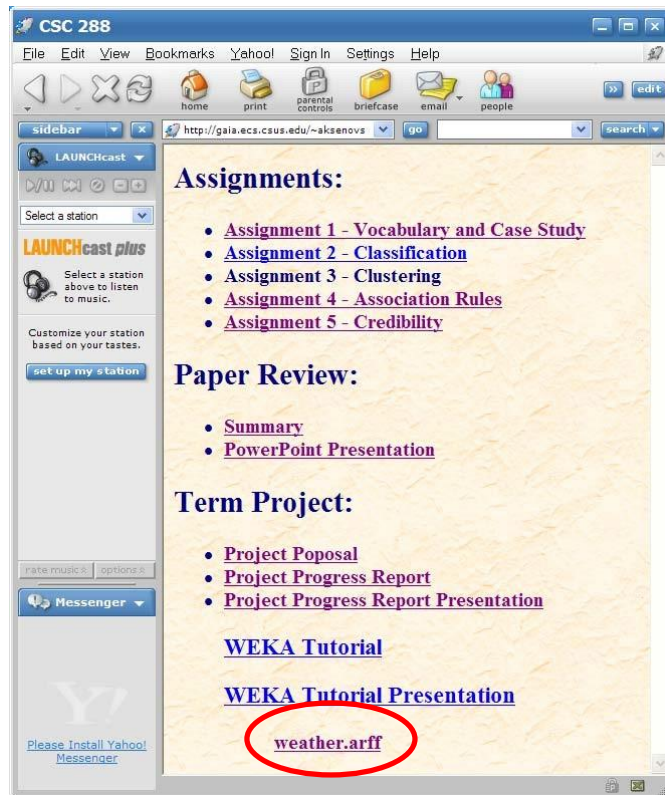 CSC 288
File Edit View Bookmarks Yahoo! Sign In Settings Help
home print parental controls briefcase email people edit
sidebar http://gaia.ecs.csus.edu/~aksenovs go search
LAUNCHcast
Select a station
LAUNCHcast plus
Select a station
above to listen
to music.
Customize your station
based on your tastes.
set up my station
rate music options
Messenger
Y!
Please Install Yahoo!
Messenger
Assignments:
Assignment 1 - Vocabulary and Case Study
Assignment 2 - Classification
Assignment 3 - Clustering
Assignment 4 - Association Rules
Assignment 5 - Credibility
Paper Review:
Summary
PowerPoint Presentation
Term Project:
Project Poposal
Project Progress Report
Project Progress Report Presentation
WEKA Tutorial
WEKA Tutorial Presentation
weather.arff